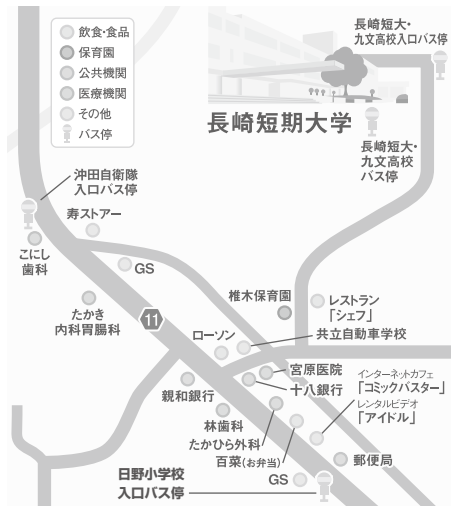 飲食・食品
保育園
公共機関
医療機関
その他
バス停
長崎短大・
九文高校入口バス停
長崎短期大学
長崎短大・
九文高校
バス停
沖田自衛隊
入口バス停
寿ストアー
こにし
歯科
GS
たかき
内科胃腸科
11
椎木保育園
レストラン
「シェフ」
ローソン
共立自動車学校
宮原医院
親和銀行
十八銀行
インターネットカフェ
「コミックバスター」
レンタルビデオ
「アイドル」
林歯科
たかひら外科
百菜(お弁当)
郵便局
日野小学校
入口バス停
GS